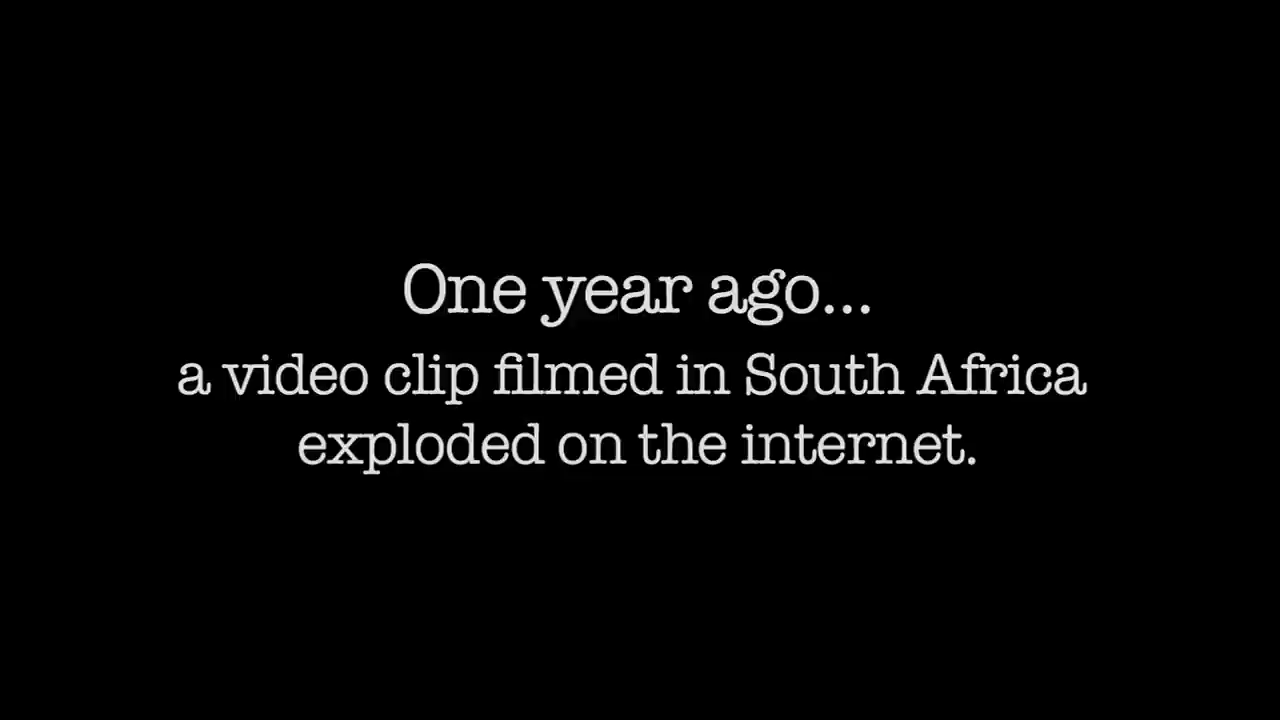 One year ago...
a video clip filmed in South Africa
exploded on the internet.